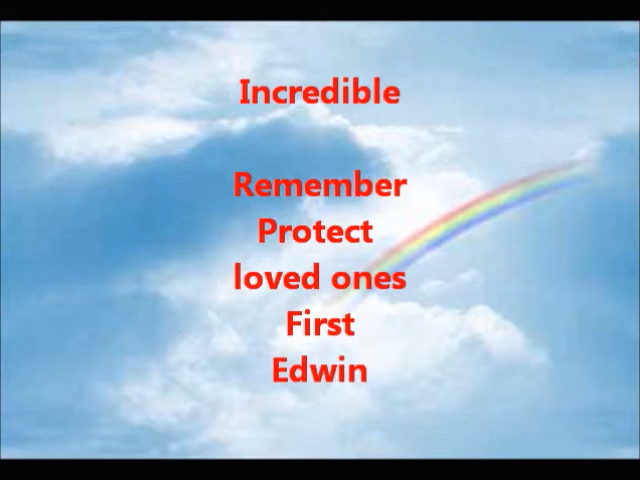 Incredible
Remember
Protect
loved ones
First
Edwin